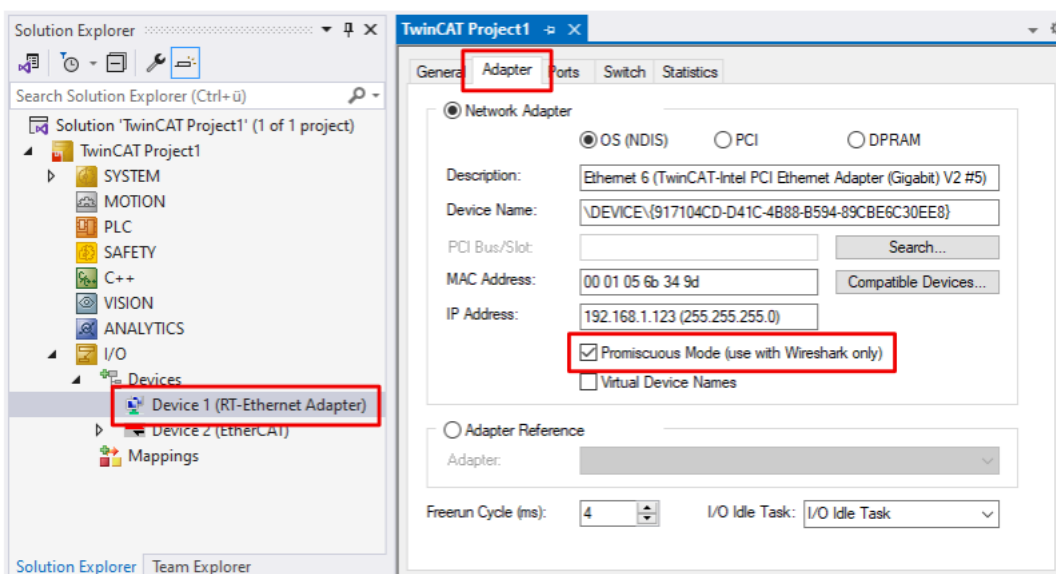 Solution Explorer
Search Solution Explorer (Ctrl+ü)
Solution 'TwinCAT Project1' (1 of 1 project)
TwinCAT Project1
SYSTEM
MOTION
PLC
SAFETY
C++
VISION
ANALYTICS
I/O
Devices
Device 1 (RT-Ethernet Adapter)
Device 2 (EtherCAT)
Mappings
Solution Explorer Team Explorer
TwinCAT Project1
General Adapter Ports Switch Statistics
Network Adapter
OS (NDIS) PCI DPRAM
Description: Ethernet 6 (TwinCAT-Intel PCI Ethernet Adapter (Gigabit) V2 #5)
Device Name: \DEVICE\{917104CD-D41C-4B88-B594-89CBE6C30EE8}
PCI Bus/Slot: Search...
MAC Address: 00 01 05 6b 34 9d Compatible Devices...
IP Address: 192.168.1.123 (255.255.255.0)
Promiscuous Mode (use with Wireshark only)
Virtual Device Names
Adapter Reference
Adapter:
Freerun Cycle (ms): 4 I/O Idle Task: I/O Idle Task